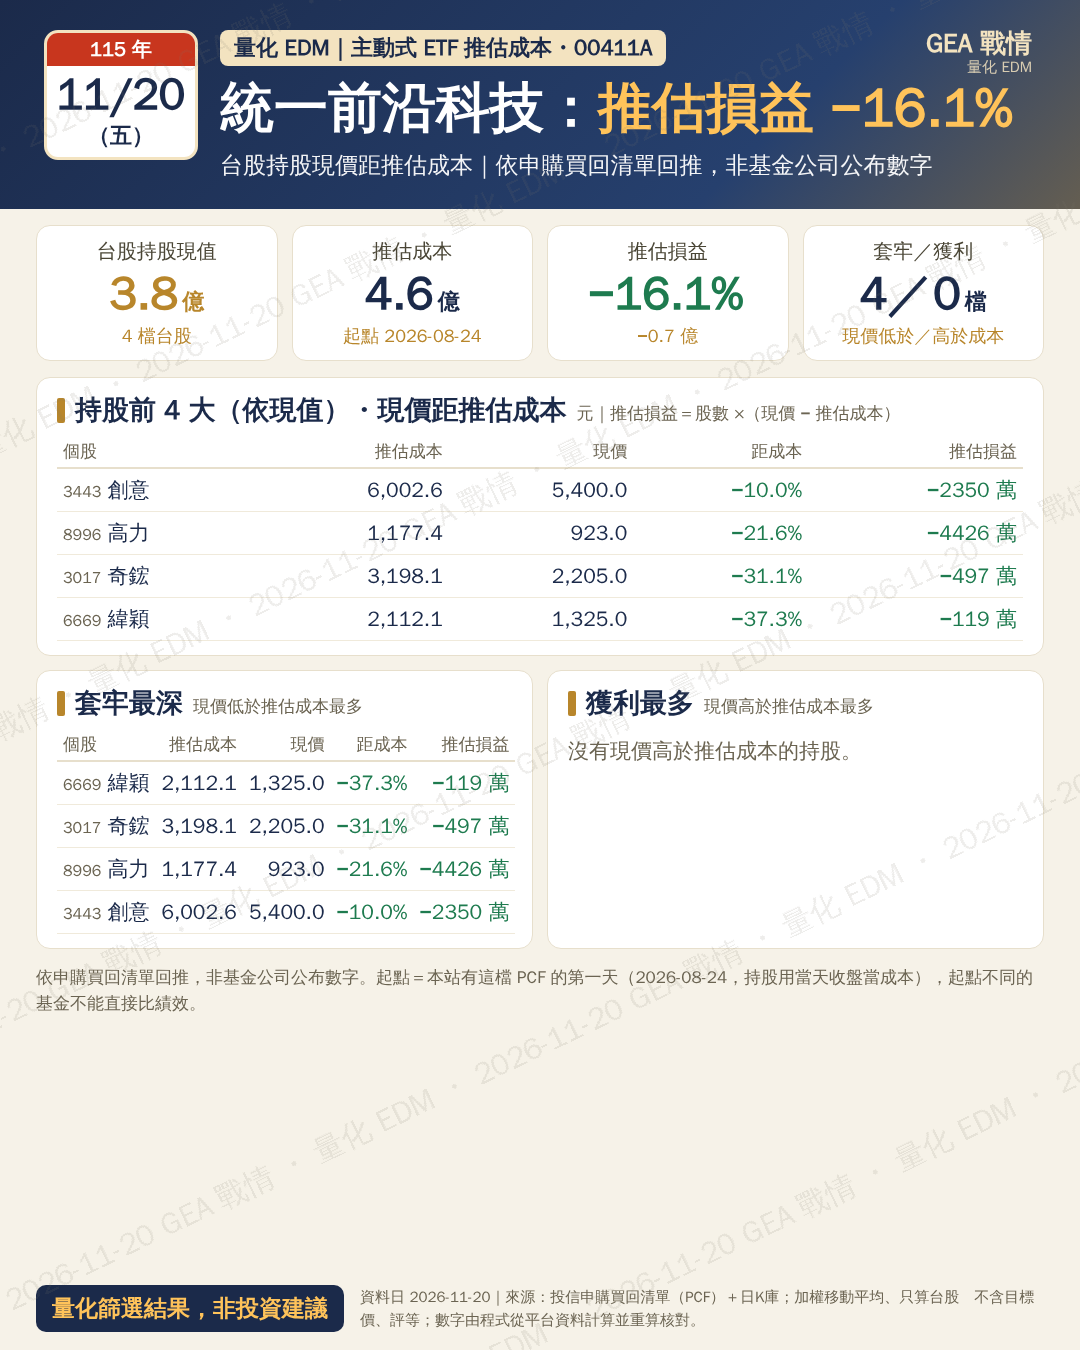 115 年
11/20
（五）
量化 EDM｜主動式 ETF 推估成本・00411A
統一前沿科技：推估損益 −16.1%
台股持股現價距推估成本｜依申購買回清單回推，非基金公司公布數字
GEA 戰情
量化 EDM
台股持股現值
3.8 億
4 檔台股
推估成本
4.6 億
起點 2026-08-24
推估損益
−16.1%
−0.7 億
套牢／獲利
4／0 檔
現價低於／高於成本
持股前 4 大（依現值）・現價距推估成本 元｜推估損益＝股數 ×（現價 − 推估成本）
個股 推估成本 現價 距成本 推估損益
3443 創意 6,002.6 5,400.0 −10.0% −2350 萬
8996 高力 1,177.4 923.0 −21.6% −4426 萬
3017 奇鋐 3,198.1 2,205.0 −31.1% −497 萬
6669 緯穎 2,112.1 1,325.0 −37.3% −119 萬
套牢最深 現價低於推估成本最多
個股 推估成本 現價 距成本 推估損益
6669 緯穎 2,112.1 1,325.0 −37.3% −119 萬
3017 奇鋐 3,198.1 2,205.0 −31.1% −497 萬
8996 高力 1,177.4 923.0 −21.6% −4426 萬
3443 創意 6,002.6 5,400.0 −10.0% −2350 萬
獲利最多 現價高於推估成本最多
沒有現價高於推估成本的持股。
依申購買回清單回推，非基金公司公布數字。起點＝本站有這檔 PCF 的第一天（2026-08-24，持股用當天收盤當成本），起點不同的
基金不能直接比績效。
量化篩選結果，非投資建議
資料日 2026-11-20｜來源：投信申購買回清單（PCF）＋日K庫；加權移動平均、只算台股　不含目標
價、評等；數字由程式從平台資料計算並重算核對。
2026-11-20 GEA 戰情 ・ 量化 EDM ・ 2026-11-20 GEA 戰情 ・ 量化 EDM